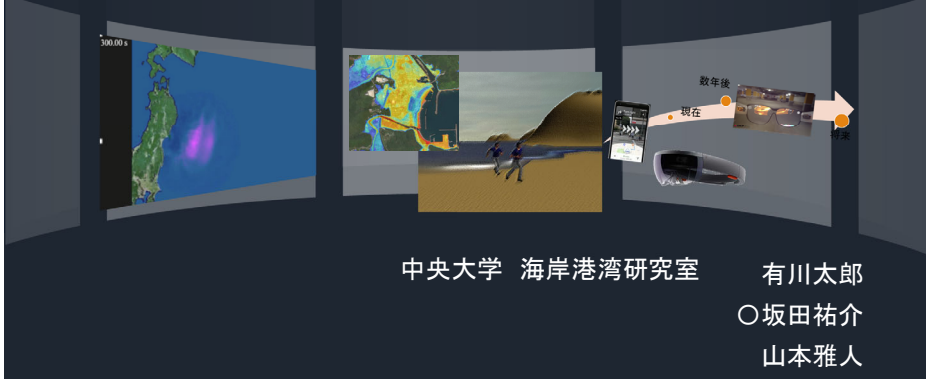 300.00 s
数年後
現在
将来
中央大学 海岸港湾研究室
有川太郎
〇坂田祐介
山本雅人